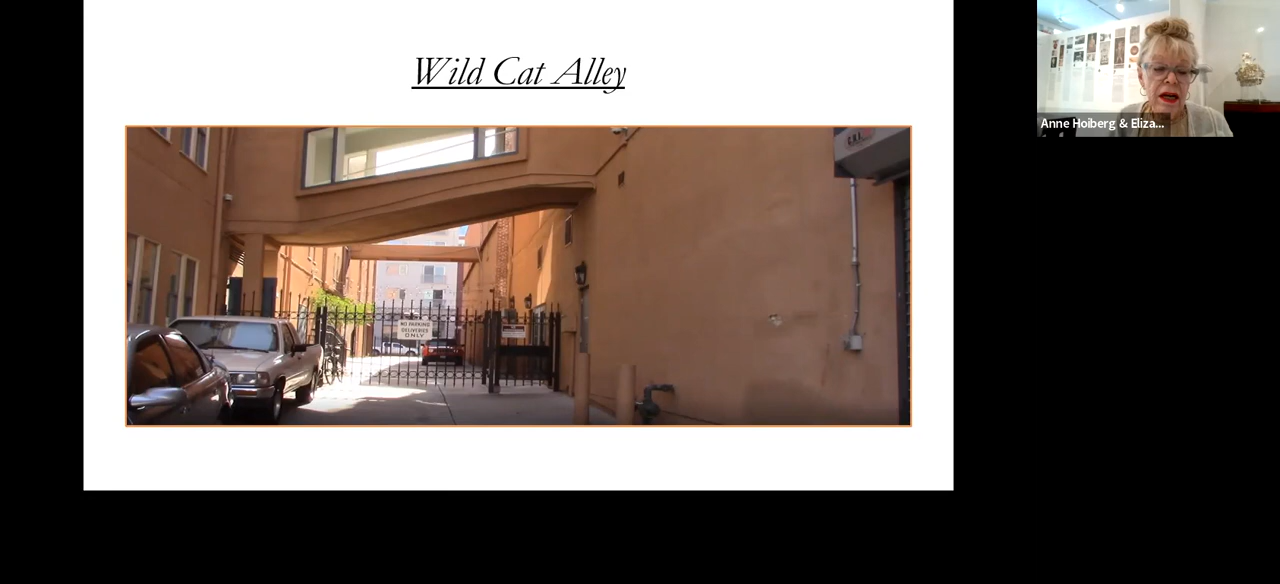 Wild Cat Alley
NO PARKING
DELIVERIES
ONLY
Anne Hoiberg & Eliza...